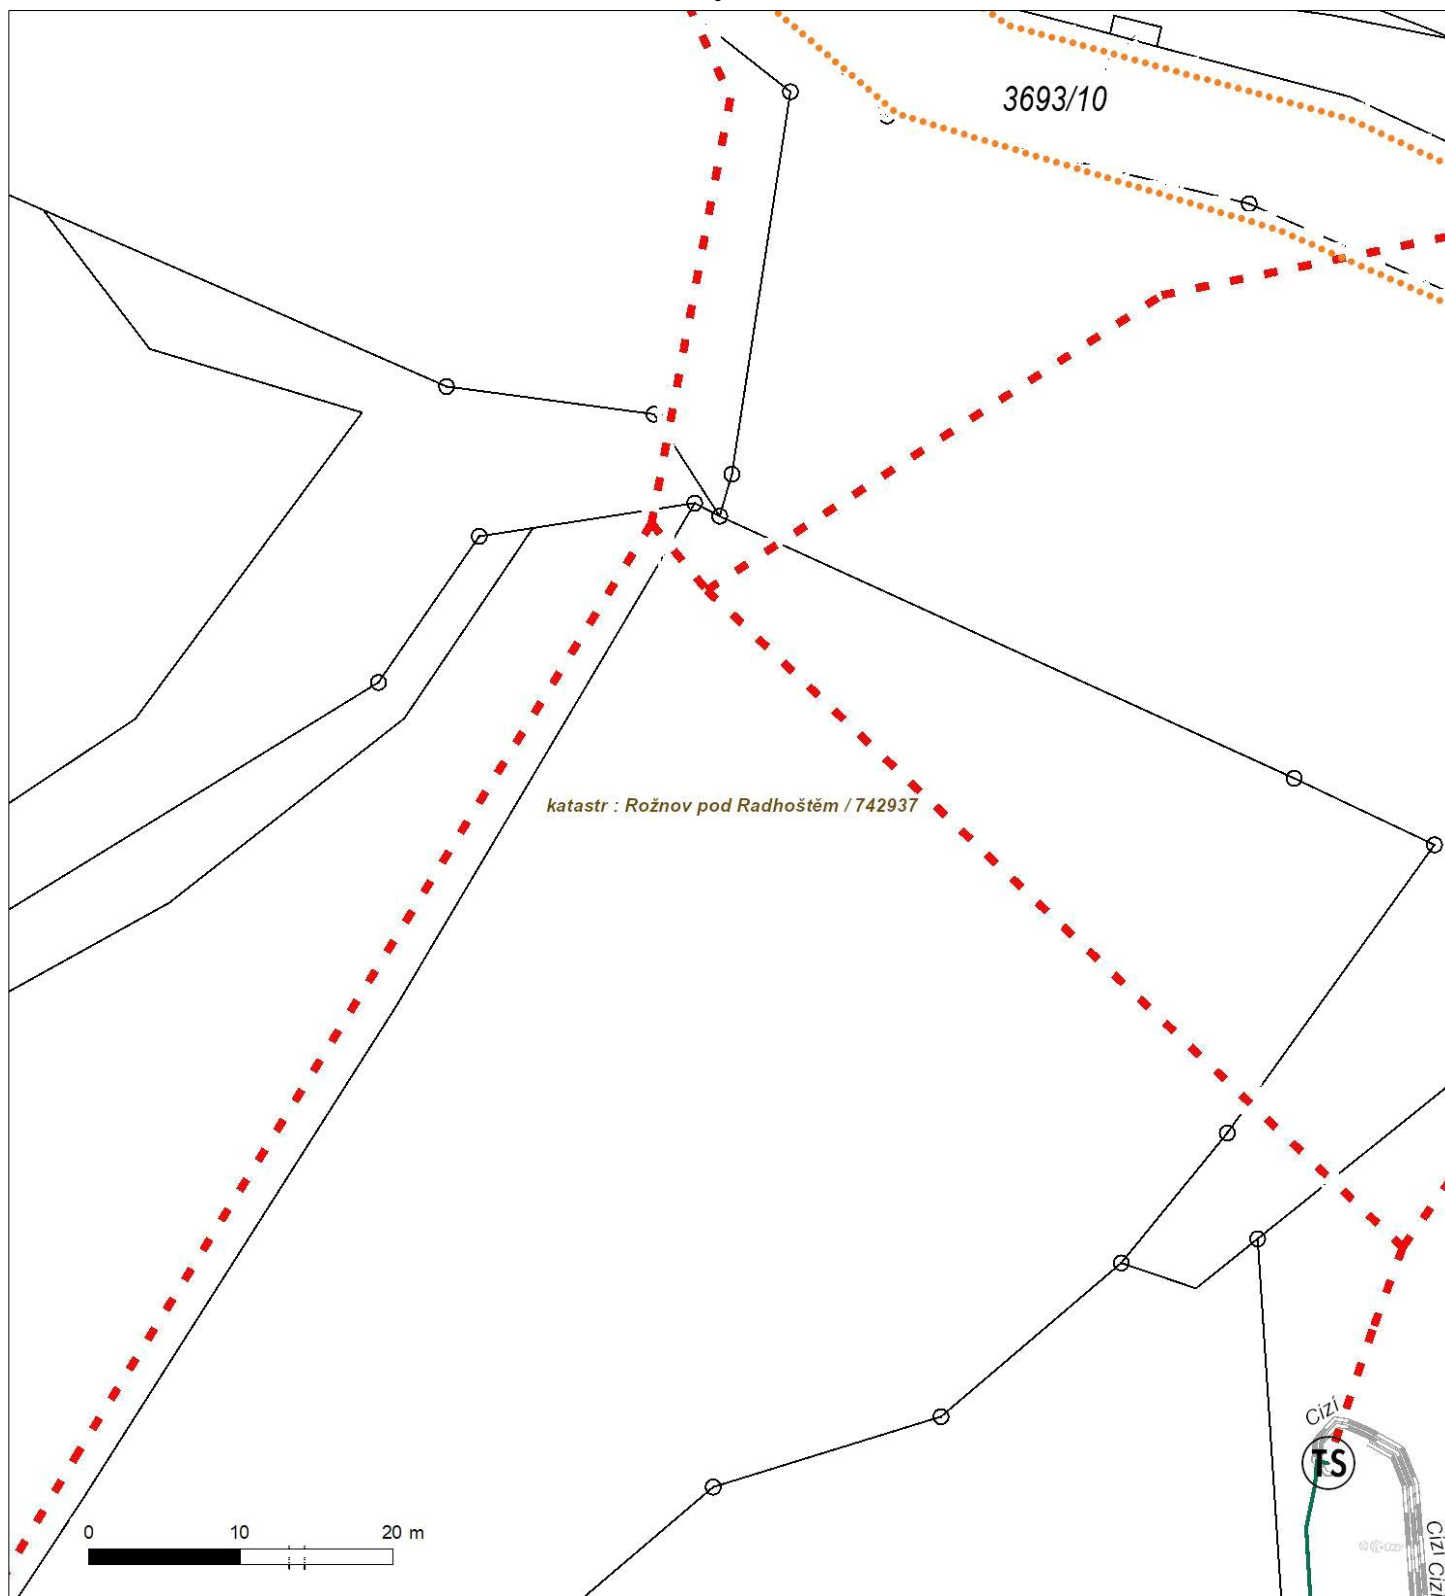 3693/10
katastr : Rožnov pod Radhoštěm / 742937
Cizí
TS
0 10 20 m
Cizí Cizí